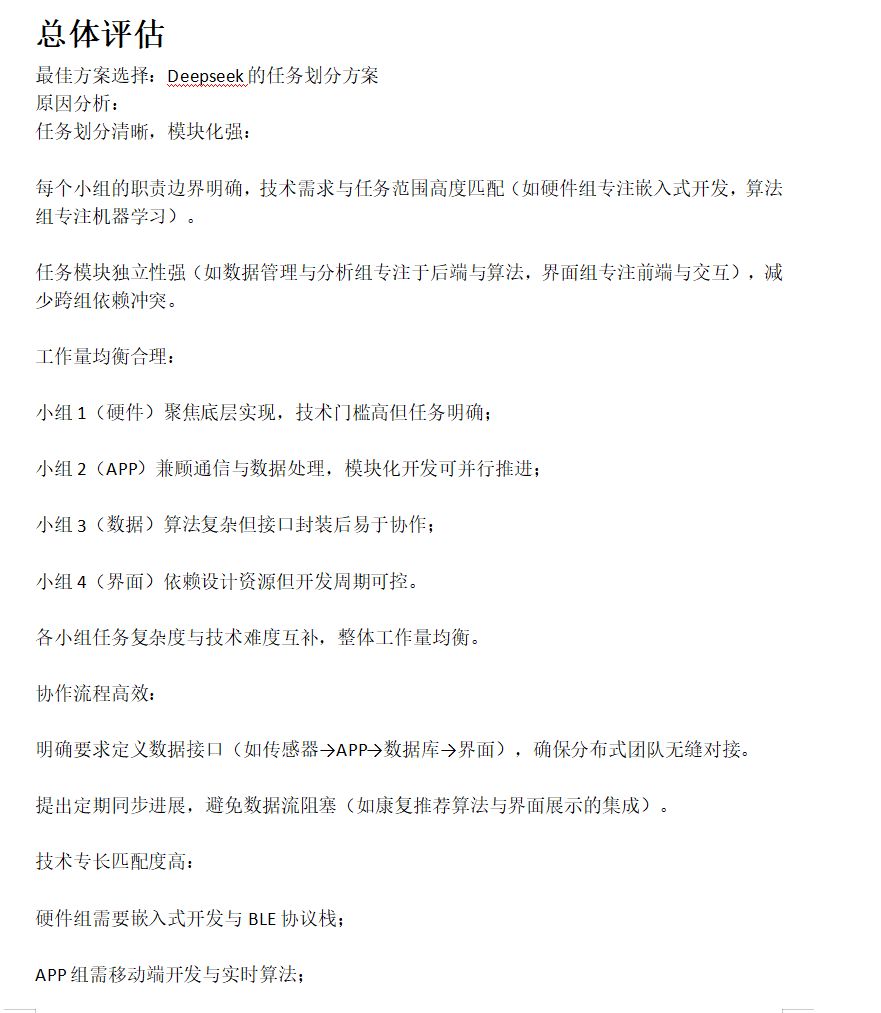 总体评估
最佳方案选择：Deepseek 的任务划分方案
原因分析：
任务划分清晰，模块化强：
每个小组的职责边界明确，技术需求与任务范围高度匹配（如硬件组专注嵌入式开发，算法
组专注机器学习）。
任务模块独立性强（如数据管理与分析组专注于后端与算法，界面组专注前端与交互），减
少跨组依赖冲突。
工作量均衡合理：
小组 1（硬件）聚焦底层实现，技术门槛高但任务明确；
小组 2（APP）兼顾通信与数据处理，模块化开发可并行推进；
小组 3（数据）算法复杂但接口封装后易于协作；
小组 4（界面）依赖设计资源但开发周期可控。
各小组任务复杂度与技术难度互补，整体工作量均衡。
协作流程高效：
明确要求定义数据接口（如传感器→APP→数据库→界面），确保分布式团队无缝对接。
提出定期同步进展，避免数据流阻塞（如康复推荐算法与界面展示的集成）。
技术专长匹配度高：
硬件组需要嵌入式开发与 BLE 协议栈；
APP 组需移动端开发与实时算法；